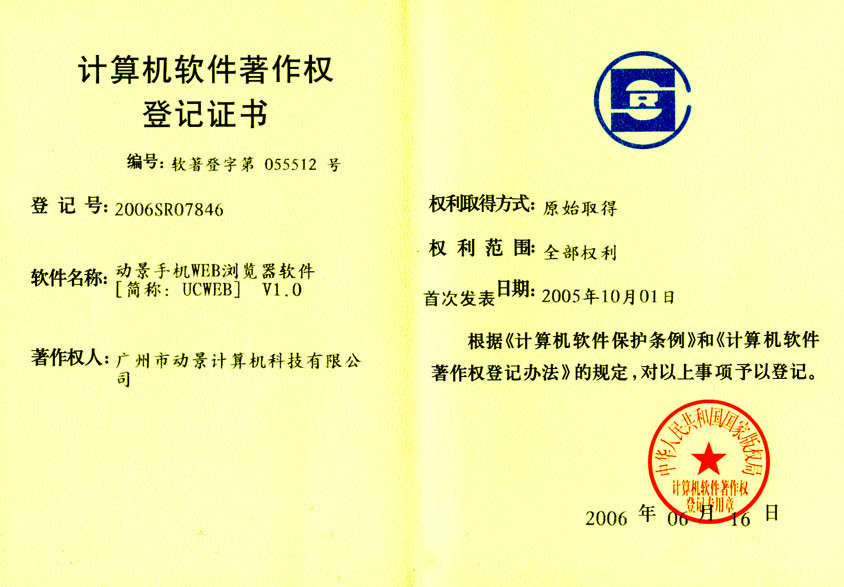 计算机软件著作权
登记证书
编号：软著登字第 055512 号
登 记 号：2006SR07846
软件名称：动景手机WEB浏览器软件
[简称：UCWEB] V1.0
著作权人：广州市动景计算机科技有限公
司
SRC
权利取得方式：原始取得
权 利 范 围：全部权利
首次发表日期：2005年10月01日
根据《计算机软件保护条例》和《计算机软件
著作权登记办法》的规定，对以上事项予以登记。
中华人民共和国国家版权局
计算机软件著作权
登记专用章
2006 年 06 月 16 日